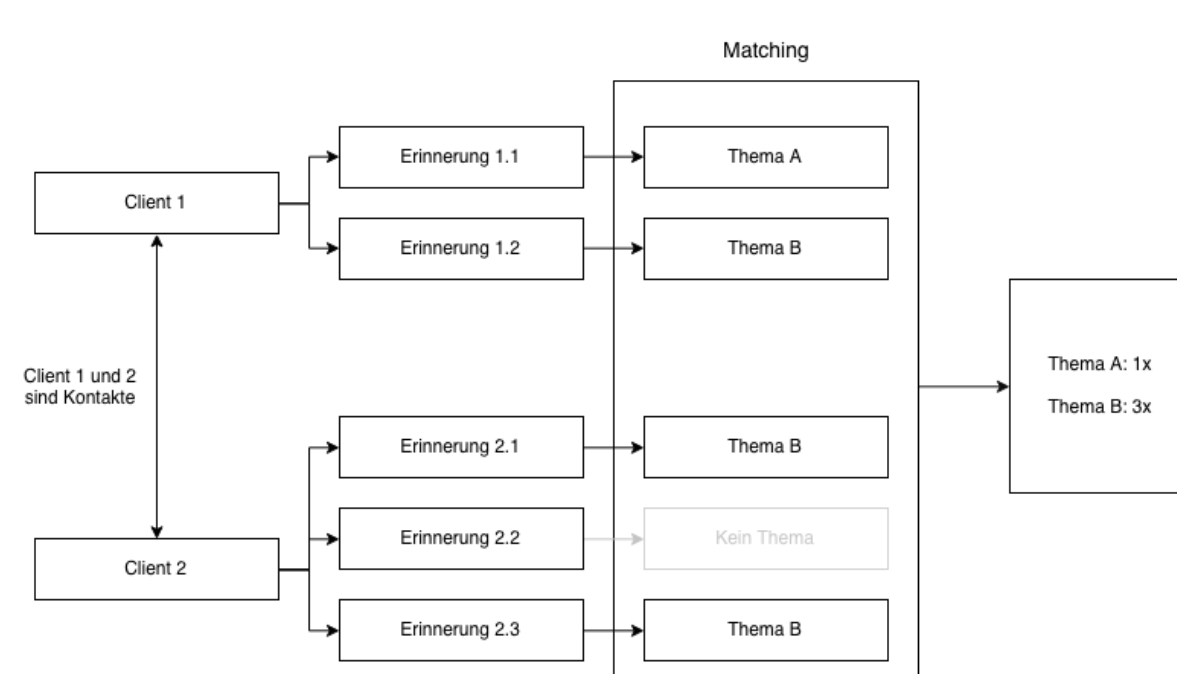 Matching
Client 1
Erinnerung 1.1
Thema A
Erinnerung 1.2
Thema B
Client 1 und 2
sind Kontakte
Thema A: 1x
Thema B: 3x
Client 2
Erinnerung 2.1
Thema B
Erinnerung 2.2
Kein Thema
Erinnerung 2.3
Thema B